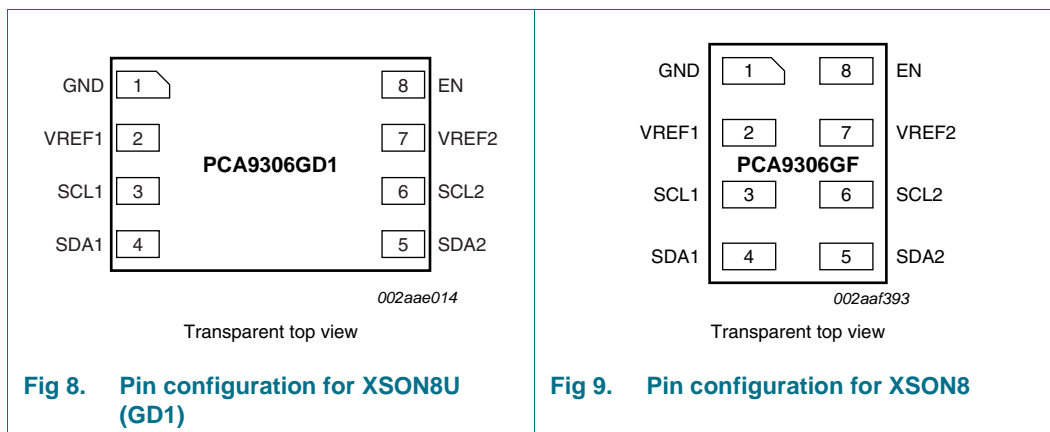 GND 1 8 EN
VREF1 2 7 VREF2
PCA9306GD1
SCL1 3 6 SCL2
SDA1 4 5 SDA2
002aae014
Transparent top view
Fig 8. Pin configuration for XSON8U
(GD1)
GND 1 8 EN
VREF1 2 7 VREF2
PCA9306GF
SCL1 3 6 SCL2
SDA1 4 5 SDA2
002aaf393
Transparent top view
Fig 9. Pin configuration for XSON8